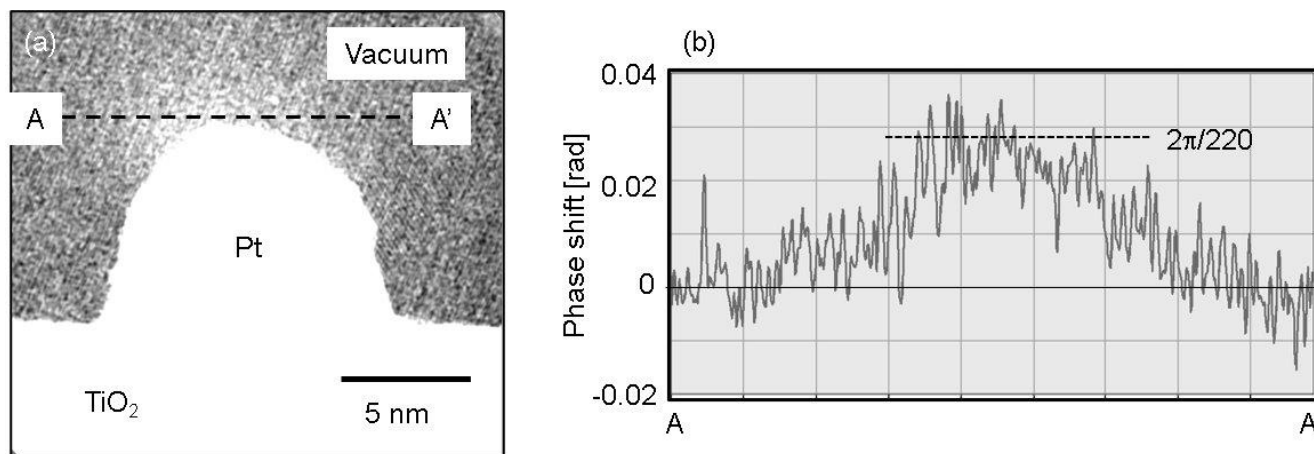 (a)
Vacuum
A
A'
Pt
TiO₂
5 nm
(b)
Phase shift [rad]
0.04
0.02
0
-0.02
2π/220
A
A